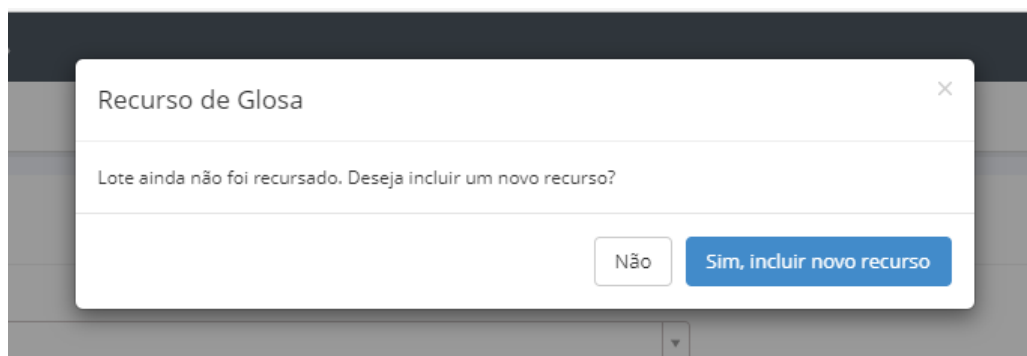 Recurso de Glosa
Lote ainda não foi recursado. Deseja incluir um novo recurso?
Não
Sim, incluir novo recurso